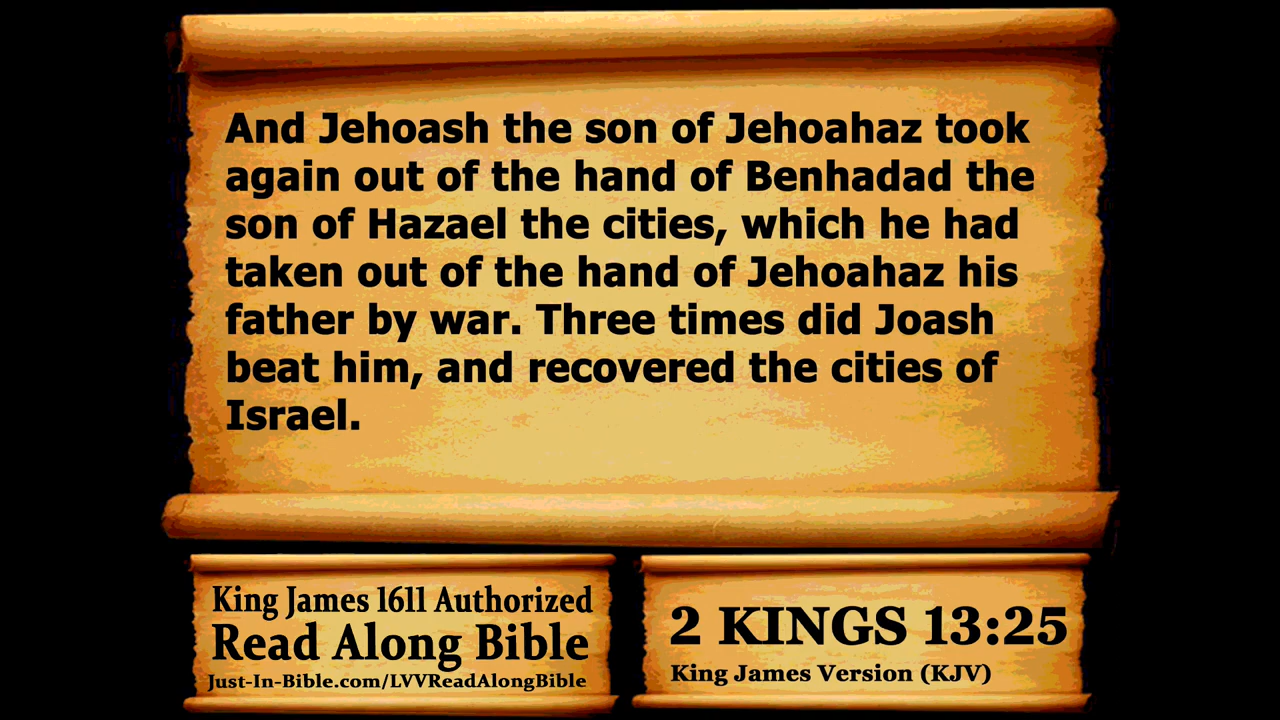 And Jehoash the son of Jehoahaz took
again out of the hand of Benhadad the
son of Hazael the cities, which he had
taken out of the hand of Jehoahaz his
father by war. Three times did Joash
beat him, and recovered the cities of
Israel.
King James 1611 Authorized
Read Along Bible
Just-In-Bible.com/LVVReadAlongBible
2 KINGS 13:25
King James Version (KJV)